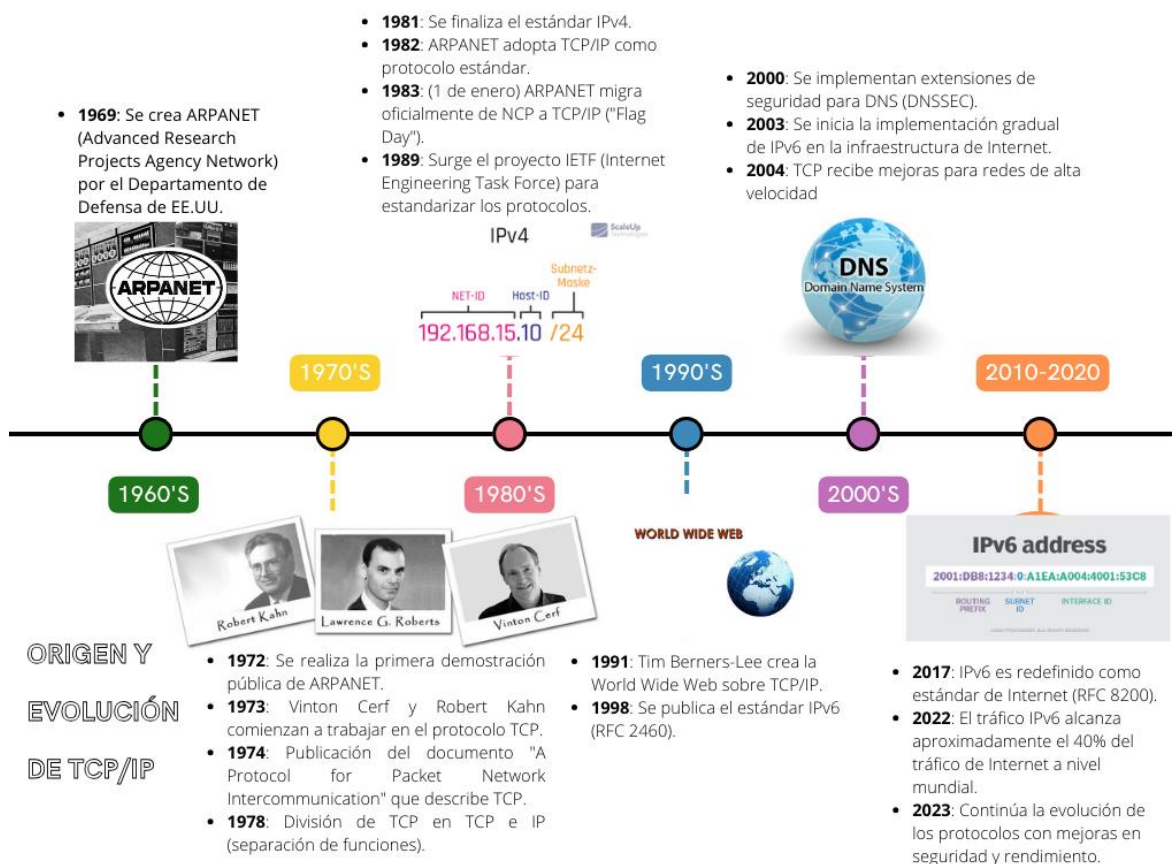 • 1969: Se crea ARPANET
(Advanced Research
Projects Agency Network)
por el Departamento de
Defensa de EE.UU.
ARPANET
1960'S
1970'S
Robert Kahn
Lawrence G. Roberts
Vinton Cerf
• 1972: Se realiza la primera demostración
pública de ARPANET.
• 1973: Vinton Cerf y Robert Kahn
comienzan a trabajar en el protocolo TCP.
• 1974: Publicación del documento "A
Protocol for Packet Network
Intercommunication" que describe TCP.
• 1978: División de TCP en TCP e IP
(separación de funciones).
• 1981: Se finaliza el estándar IPv4.
• 1982: ARPANET adopta TCP/IP como
protocolo estándar.
• 1983: (1 de enero) ARPANET migra
oficialmente de NCP a TCP/IP ("Flag
Day").
• 1989: Surge el proyecto IETF (Internet
Engineering Task Force) para
estandarizar los protocolos.
IPv4
ScaleUp
Technologies
Subnetz-
Maske
NET-ID Host-ID
192.168.15.10 /24
1980'S
1990'S
WORLD WIDE WEB
• 1991: Tim Berners-Lee crea la
World Wide Web sobre TCP/IP.
• 1998: Se publica el estándar IPv6
(RFC 2460).
• 2000: Se implementan extensiones de
seguridad para DNS (DNSSEC).
• 2003: Se inicia la implementación gradual
de IPv6 en la infraestructura de Internet.
• 2004: TCP recibe mejoras para redes de alta
velocidad
DNS
Domain Name System
2000'S
2010-2020
IPv6 address
2001:DB8:1234:0:A1EA:A004:4001:53C8
ROUTING
PREFIX
SUBNET
ID
INTERFACE ID
• 2017: IPv6 es redefinido como
estándar de Internet (RFC 8200).
• 2022: El tráfico IPv6 alcanza
aproximadamente el 40% del
tráfico de Internet a nivel
mundial.
• 2023: Continúa la evolución de
los protocolos con mejoras en
seguridad y rendimiento.
ORIGEN Y
EVOLUCIÓN
DE TCP/IP